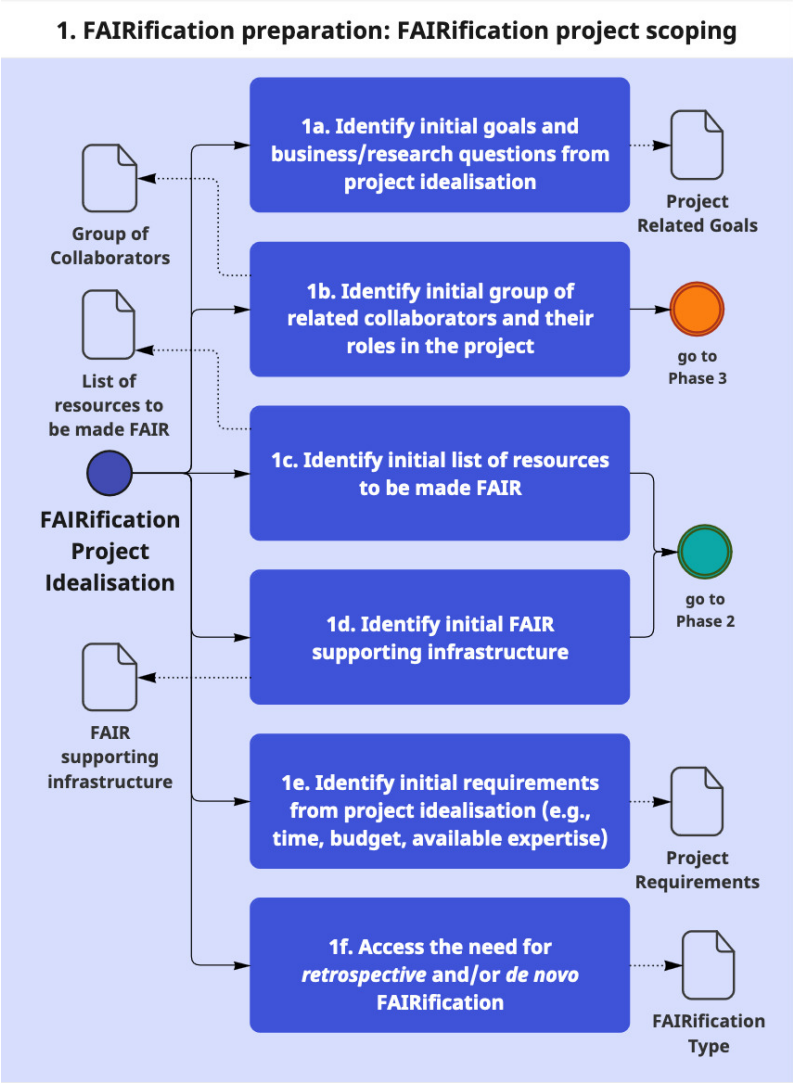 1. FAIRification preparation: FAIRification project scoping
1a. Identify initial goals and
business/research questions from
project idealisation
Project
Related Goals
Group of
Collaborators
1b. Identify initial group of
related collaborators and their
roles in the project
go to
Phase 3
List of
resources to
be made FAIR
1c. Identify initial list of resources
to be made FAIR
FAIRification
Project
Idealisation
go to
Phase 2
1d. Identify initial FAIR
supporting infrastructure
FAIR
supporting
infrastructure
1e. Identify initial requirements
from project idealisation (e.g.,
time, budget, available expertise)
Project
Requirements
1f. Access the need for
retrospective and/or de novo
FAIRification
FAIRification
Type